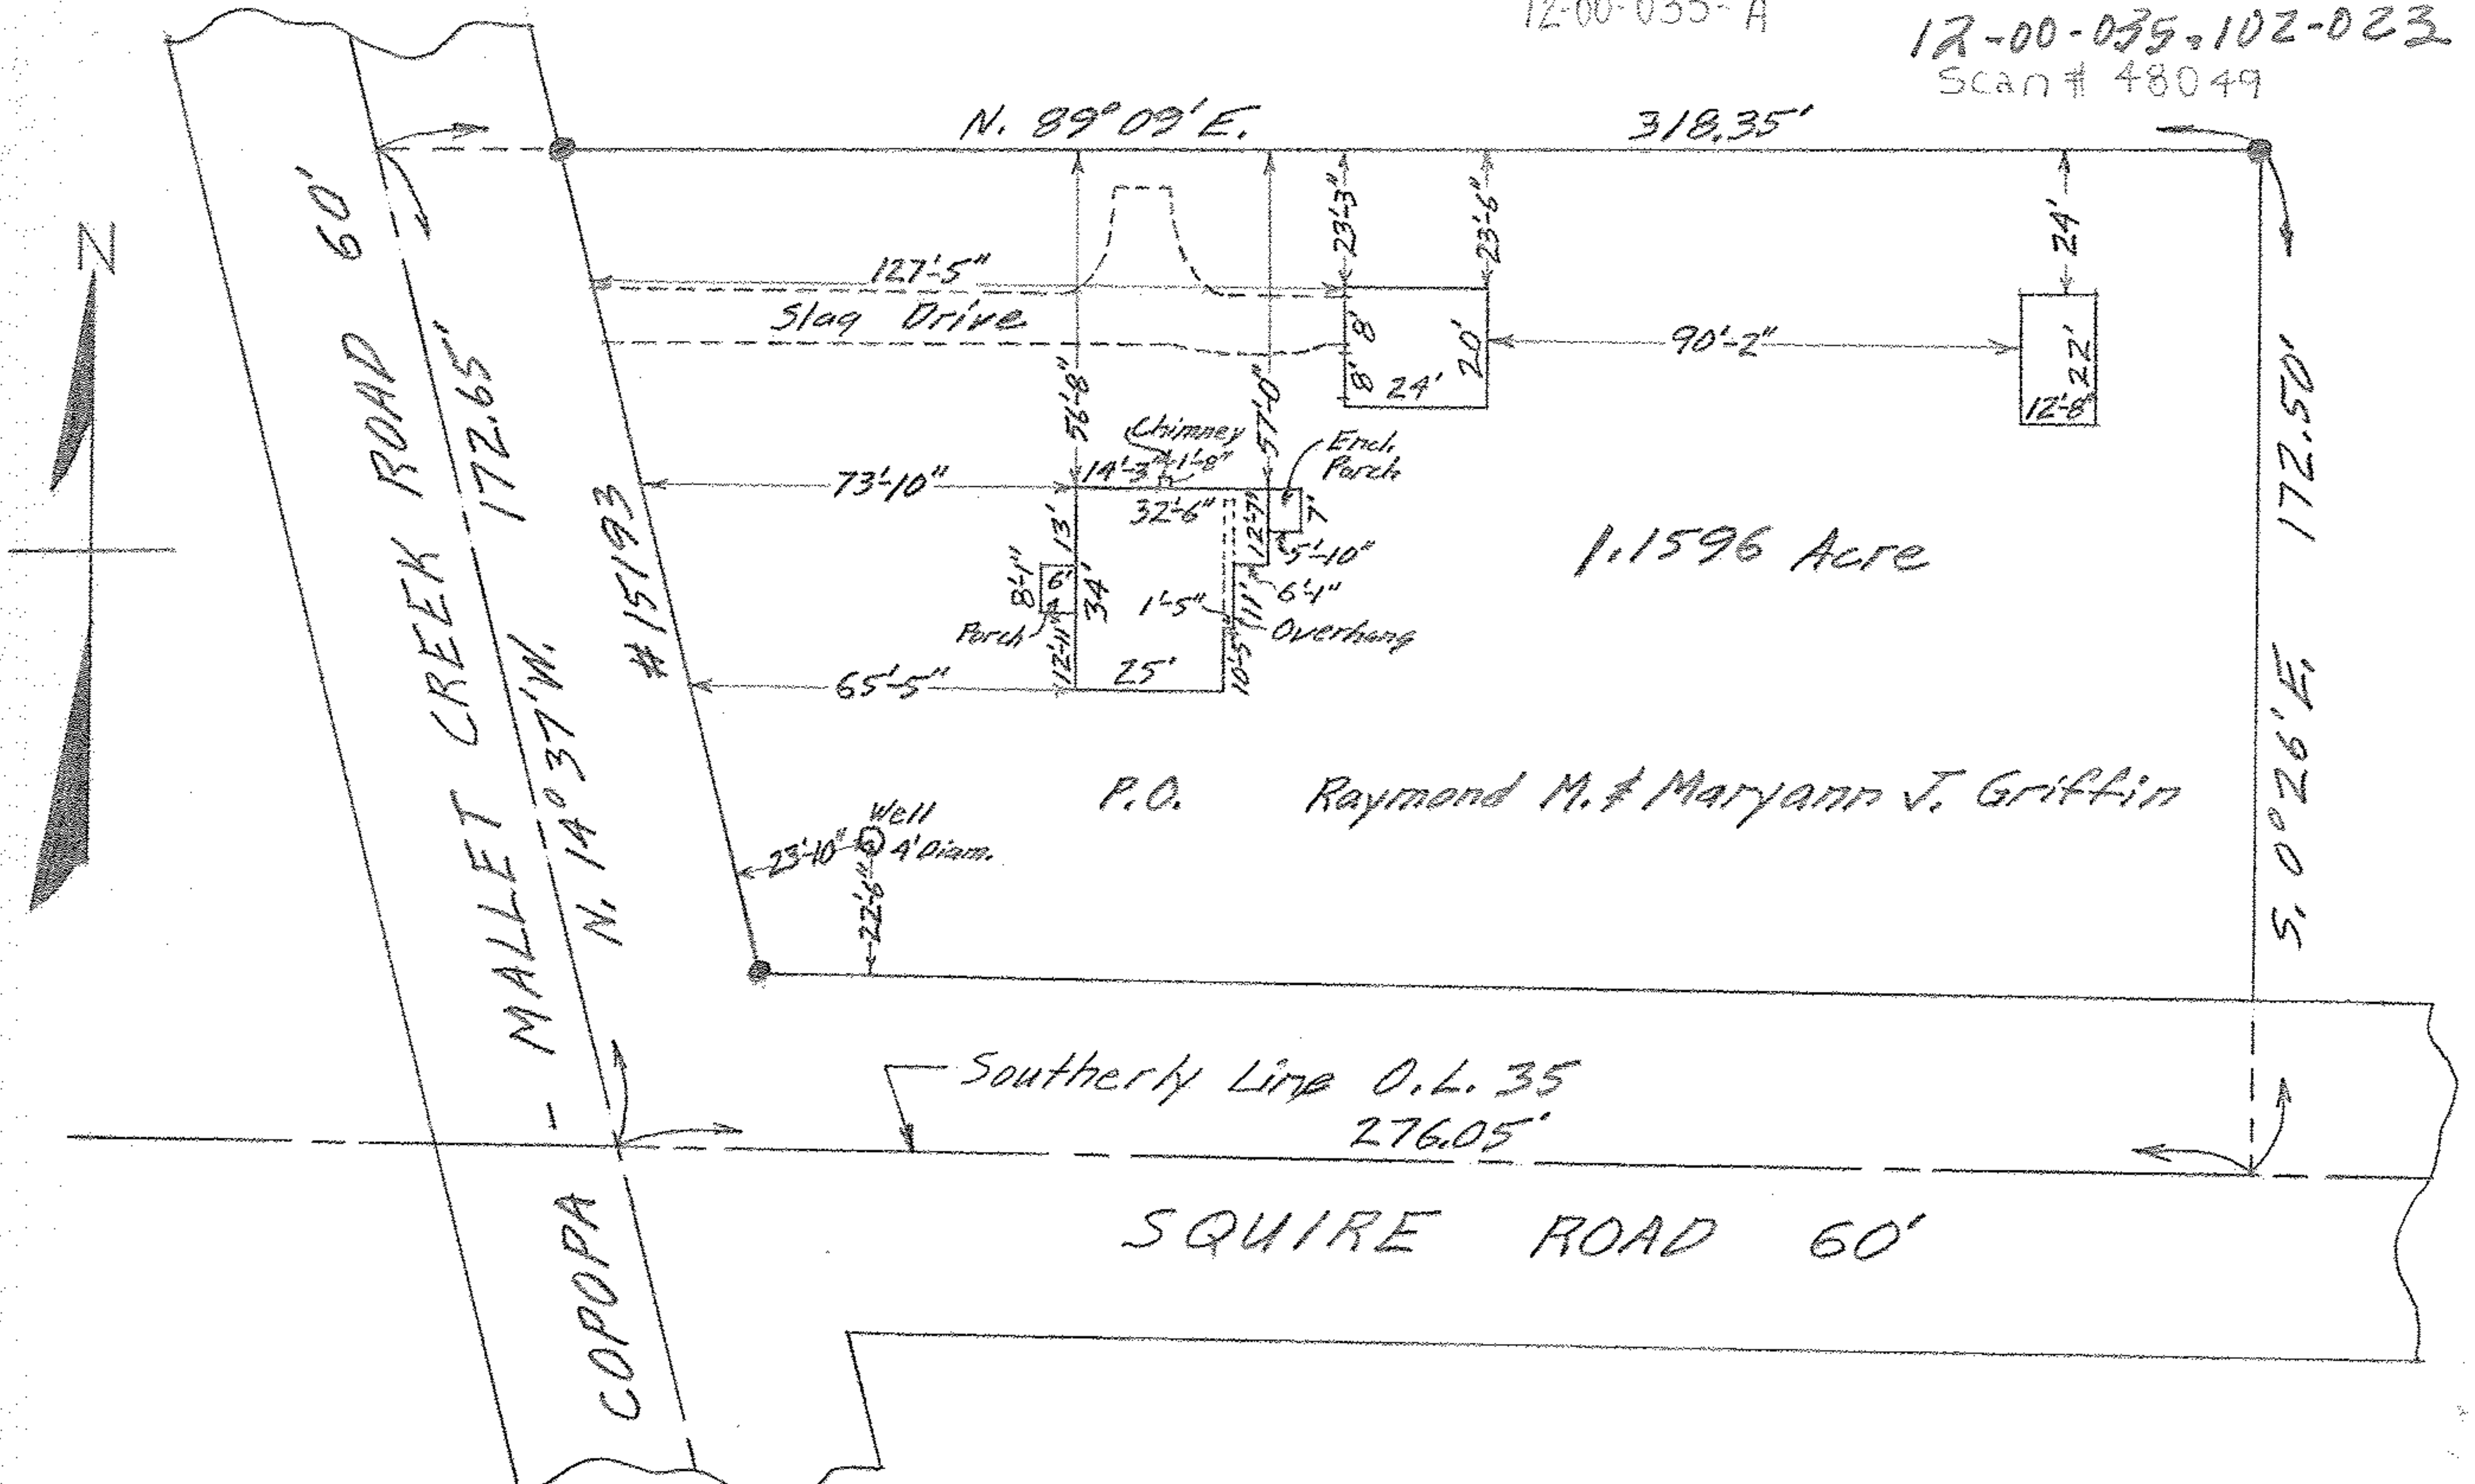 12-00-035-A
12-00-035-102-023
Scan # 48049
N. 89° 09' E.
318.35'
N
60'
23'-3"
23'-6"
24'
127'-5"
Slag Drive
8'
8'
20'
24'
90'-2"
22'
12'-8"
172.50'
S. 0° 26' E.
COPOPA - MALLET CREEK ROAD
172.65'
N. 14° 37' W.
#15193
56'-8"
57'-0"
Chimney
14'-3"
1'-8"
Encl.
Porch
73'-10"
32'-6"
12'-7"
7'
5'-10"
6'-1"
13'
8'-1"
6'
34'
Porch
12'-11"
1'-5"
11'
Overhang
10'-5"
65'-5"
25'
1.1596 Acre
P.O. Raymond M. & Maryann J. Griffin
Well
4' Diam.
23'-10"
22'-6"
Southerly Line O.L. 35
276.05'
SQUIRE ROAD 60'